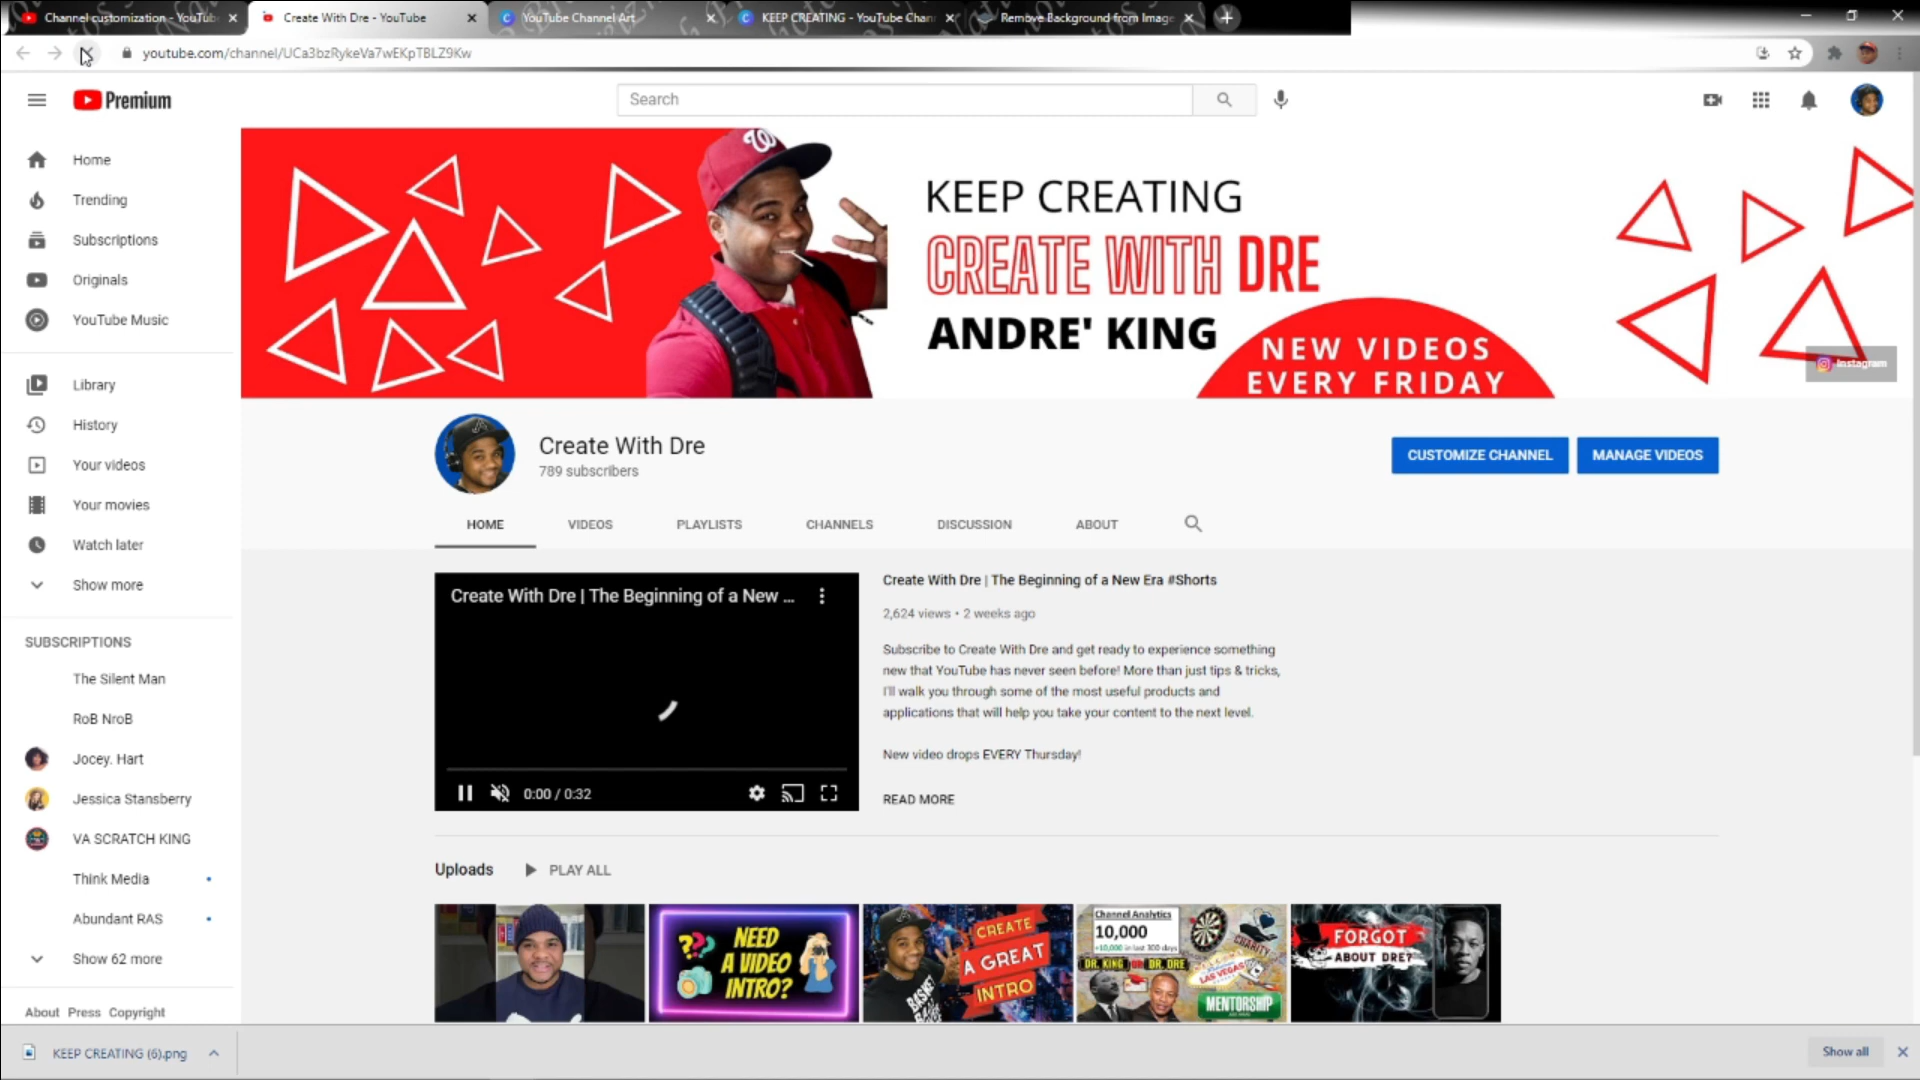 Channel customization - YouTub
Create With Dre - YouTube
YouTube Channel Art
KEEP CREATING - YouTube Chan
Remove Background from Image
youtube.com/channel/UCa3bzRykeVa7wEKpTBLZ9Kw
Premium
Search
Home
Trending
Subscriptions
Originals
YouTube Music
Library
History
Your videos
Your movies
Watch later
Show more
SUBSCRIPTIONS
The Silent Man
RoB NroB
Jocey. Hart
Jessica Stansberry
VA SCRATCH KING
Think Media
Abundant RAS
Show 62 more
About Press Copyright
W
KEEP CREATING
CREATE WITH DRE
ANDRE' KING
NEW VIDEOS
EVERY FRIDAY
Instagram
Create With Dre
789 subscribers
CUSTOMIZE CHANNEL
MANAGE VIDEOS
HOME
VIDEOS
PLAYLISTS
CHANNELS
DISCUSSION
ABOUT
Create With Dre | The Beginning of a New ...
0:00 / 0:32
Create With Dre | The Beginning of a New Era #Shorts
2,624 views • 2 weeks ago
Subscribe to Create With Dre and get ready to experience something
new that YouTube has never seen before! More than just tips & tricks,
I'll walk you through some of the most useful products and
applications that will help you take your content to the next level.
New video drops EVERY Thursday!
READ MORE
Uploads
PLAY ALL
???
NEED
A VIDEO
INTRO?
CREATE
A GREAT
INTRO
Channel Analytics
10,000
+10,000 in last 300 days
DR. KING OR DR. DRE
CHARITY
LAS VEGAS
MENTORSHIP
FORGOT
ABOUT DRE?
KEEP CREATING (6).png
Show all